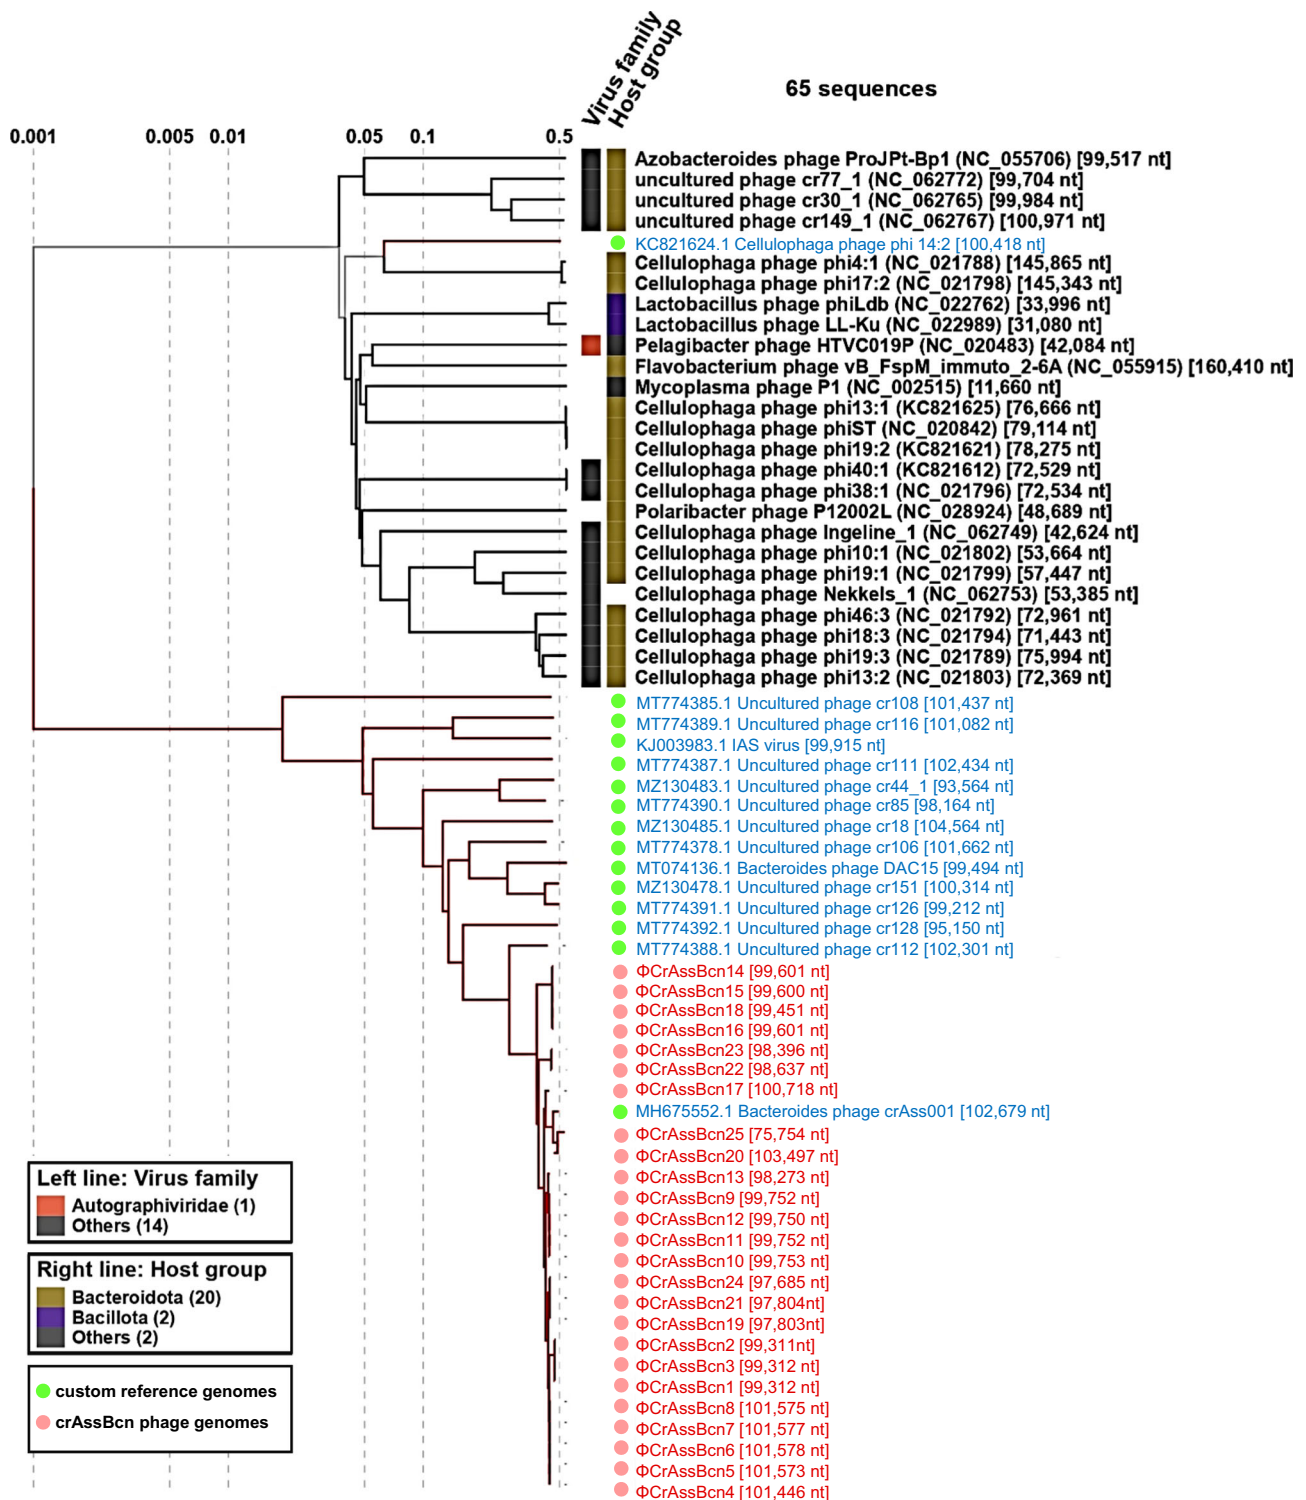 Virus family
Host group
65 sequences
0.001 0.005 0.01 0.05 0.1 0.5
Azobacteroides phage ProJPt-Bp1 (NC_055706) [99,517 nt]
uncultured phage cr77_1 (NC_062772) [99,704 nt]
uncultured phage cr30_1 (NC_062765) [99,984 nt]
uncultured phage cr149_1 (NC_062767) [100,971 nt]
KC821624.1 Cellulophaga phage phi 14:2 [100,418 nt]
Cellulophaga phage phi4:1 (NC_021788) [145,865 nt]
Cellulophaga phage phi17:2 (NC_021798) [145,343 nt]
Lactobacillus phage phiLdb (NC_022762) [33,996 nt]
Lactobacillus phage LL-Ku (NC_022989) [31,080 nt]
Pelagibacter phage HTVC019P (NC_020483) [42,084 nt]
Flavobacterium phage vB_FspM_immuto_2-6A (NC_055915) [160,410 nt]
Mycoplasma phage P1 (NC_002515) [11,660 nt]
Cellulophaga phage phi13:1 (KC821625) [76,666 nt]
Cellulophaga phage phiST (NC_020842) [79,114 nt]
Cellulophaga phage phi19:2 (KC821621) [78,275 nt]
Cellulophaga phage phi40:1 (KC821612) [72,529 nt]
Cellulophaga phage phi38:1 (NC_021796) [72,534 nt]
Polaribacter phage P12002L (NC_028924) [48,689 nt]
Cellulophaga phage Ingeline_1 (NC_062749) [42,624 nt]
Cellulophaga phage phi10:1 (NC_021802) [53,664 nt]
Cellulophaga phage phi19:1 (NC_021799) [57,447 nt]
Cellulophaga phage Nekkels_1 (NC_062753) [53,385 nt]
Cellulophaga phage phi46:3 (NC_021792) [72,961 nt]
Cellulophaga phage phi18:3 (NC_021794) [71,443 nt]
Cellulophaga phage phi19:3 (NC_021789) [75,994 nt]
Cellulophaga phage phi13:2 (NC_021803) [72,369 nt]
MT774385.1 Uncultured phage cr108 [101,437 nt]
MT774389.1 Uncultured phage cr116 [101,082 nt]
KJ003983.1 IAS virus [99,915 nt]
MT774387.1 Uncultured phage cr111 [102,434 nt]
MZ130483.1 Uncultured phage cr44_1 [93,564 nt]
MT774390.1 Uncultured phage cr85 [98,164 nt]
MZ130485.1 Uncultured phage cr18 [104,564 nt]
MT774378.1 Uncultured phage cr106 [101,662 nt]
MT074136.1 Bacteroides phage DAC15 [99,494 nt]
MZ130478.1 Uncultured phage cr151 [100,314 nt]
MT774391.1 Uncultured phage cr126 [99,212 nt]
MT774392.1 Uncultured phage cr128 [95,150 nt]
MT774388.1 Uncultured phage cr112 [102,301 nt]
ΦCrAssBcn14 [99,601 nt]
ΦCrAssBcn15 [99,600 nt]
ΦCrAssBcn18 [99,451 nt]
ΦCrAssBcn16 [99,601 nt]
ΦCrAssBcn23 [98,396 nt]
ΦCrAssBcn22 [98,637 nt]
ΦCrAssBcn17 [100,718 nt]
MH675552.1 Bacteroides phage crAss001 [102,679 nt]
ΦCrAssBcn25 [75,754 nt]
ΦCrAssBcn20 [103,497 nt]
ΦCrAssBcn13 [98,273 nt]
ΦCrAssBcn9 [99,752 nt]
ΦCrAssBcn12 [99,750 nt]
ΦCrAssBcn11 [99,752 nt]
ΦCrAssBcn10 [99,753 nt]
ΦCrAssBcn24 [97,685 nt]
ΦCrAssBcn21 [97,804nt]
ΦCrAssBcn19 [97,803nt]
ΦCrAssBcn2 [99,311nt]
ΦCrAssBcn3 [99,312 nt]
ΦCrAssBcn1 [99,312 nt]
ΦCrAssBcn8 [101,575 nt]
ΦCrAssBcn7 [101,577 nt]
ΦCrAssBcn6 [101,578 nt]
ΦCrAssBcn5 [101,573 nt]
ΦCrAssBcn4 [101,446 nt]
Left line: Virus family
Autographiviridae (1)
Others (14)
Right line: Host group
Bacteroidota (20)
Bacillota (2)
Others (2)
custom reference genomes
crAssBcn phage genomes